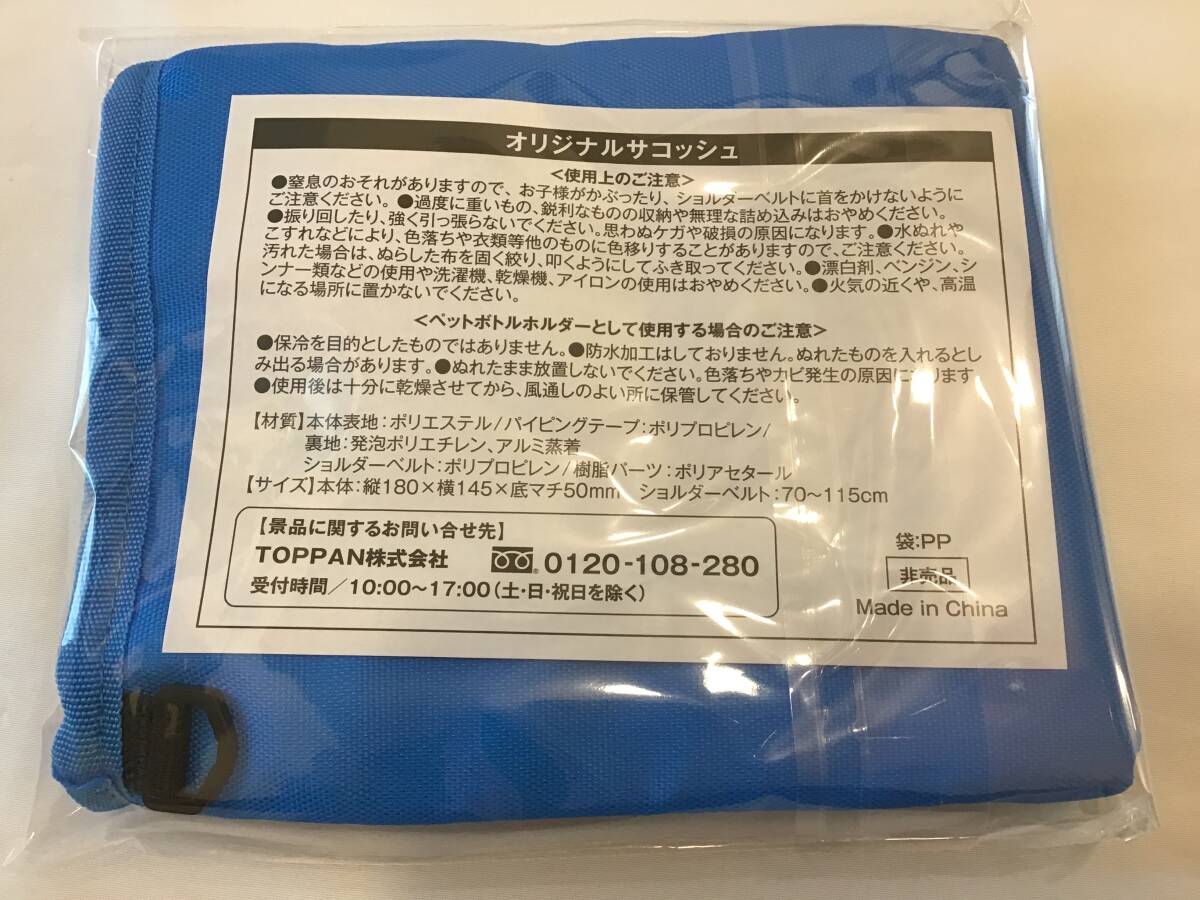 オリジナルサコッシュ
<使用上のご注意>
●窒息のおそれがありますので、お子様がかぶったり、ショルダーベルトに首をかけないように
ご注意ください。●過度に重いもの、鋭利なものの収納や無理な詰め込みはおやめください。
●振り回したり、強く引っ張らないでください。思わぬケガや破損の原因になります。●水ぬれや
こすれなどにより、色落ちや衣類等他のものに色移りすることがありますので、ご注意ください。
汚れた場合は、ぬらした布を固く絞り、叩くようにしてふき取ってください。●漂白剤、ベンジン、シ
ンナー類などの使用や洗濯機、乾燥機、アイロンの使用はおやめください。●火気の近くや、高温
になる場所に置かないでください。
<ペットボトルホルダーとして使用する場合のご注意>
●保冷を目的としたものではありません。●防水加工はしておりません。ぬれたものを入れるとし
み出る場合があります。●ぬれたまま放置しないでください。色落ちやカビ発生の原因になります。
●使用後は十分に乾燥させてから、風通しのよい所に保管してください。
【材質】本体表地:ポリエステル/パイピングテープ:ポリプロピレン/
裏地:発泡ポリエチレン、アルミ蒸着
ショルダーベルト:ポリプロピレン/樹脂パーツ:ポリアセタール
【サイズ】本体:縦180×横145×底マチ50mm ショルダーベルト:70〜115cm
【景品に関するお問い合せ先】
TOPPAN株式会社 0120-108-280
受付時間/10:00〜17:00(土・日・祝日を除く)
袋:PP
非売品
Made in China